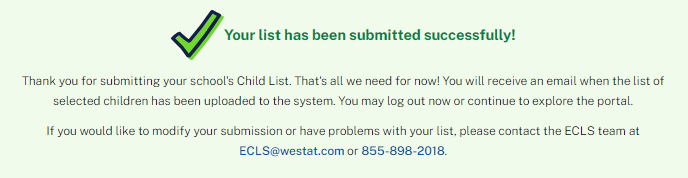 Your list has been submitted successfully!
Thank you for submitting your school's Child List. That's all we need for now! You will receive an email when the list of
selected children has been uploaded to the system. You may log out now or continue to explore the portal.
If you would like to modify your submission or have problems with your list, please contact the ECLS team at
ECLS@westat.com or 855-898-2018.